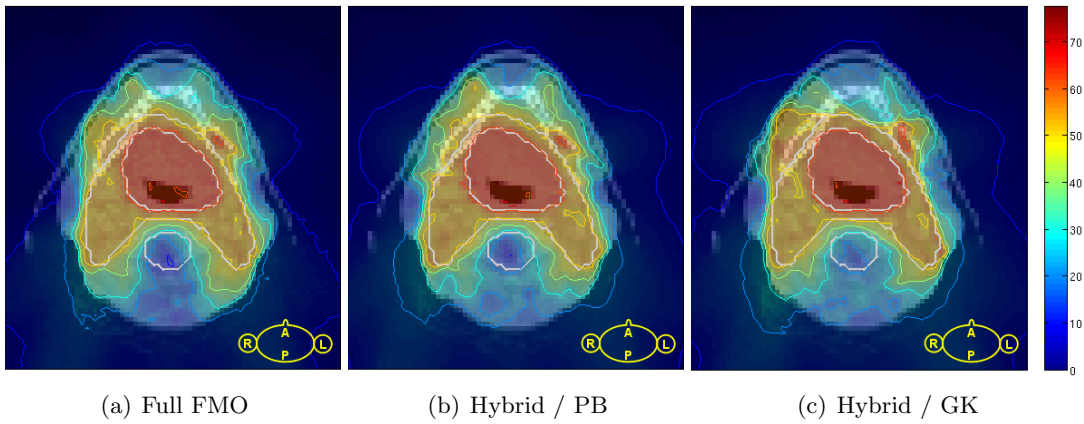 A
R L
P
A
R L
P
A
R L
P
70
60
50
40
30
20
10
0
(a) Full FMO
(b) Hybrid / PB
(c) Hybrid / GK